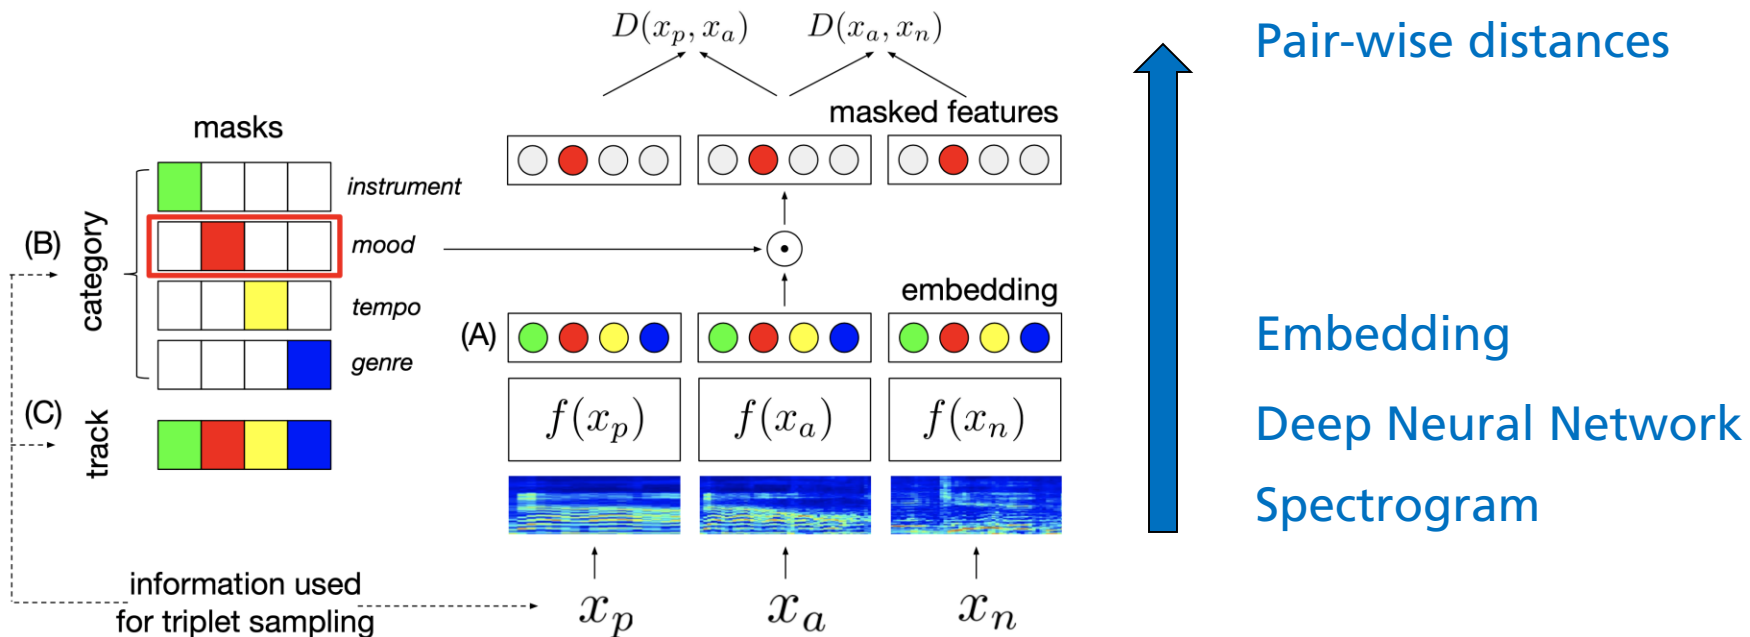 D(x_p, x_a)
D(x_a, x_n)
Pair-wise distances
masks
masked features
instrument
(B)
category
mood
tempo
embedding
Embedding
(A)
genre
(C)
track
f(x_p)
f(x_a)
f(x_n)
Deep Neural Network
Spectrogram
information used
for triplet sampling
x_p
x_a
x_n